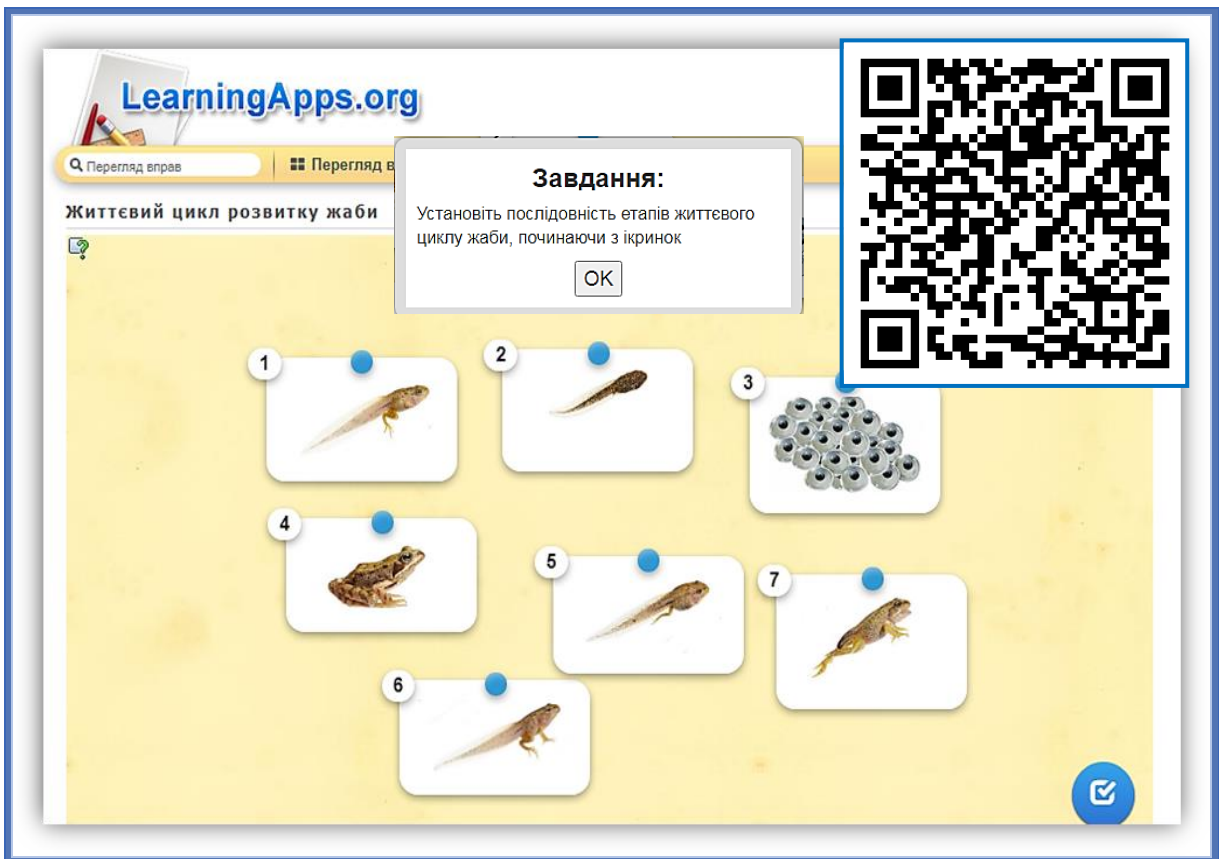 LearningApps.org
Перегляд вправ
Перегляд в
Завдання:
Установіть послідовність етапів життєвого
циклу жаби, починаючи з ікринок
OK
Життєвий цикл розвитку жаби
1
2
3
4
5
7
6